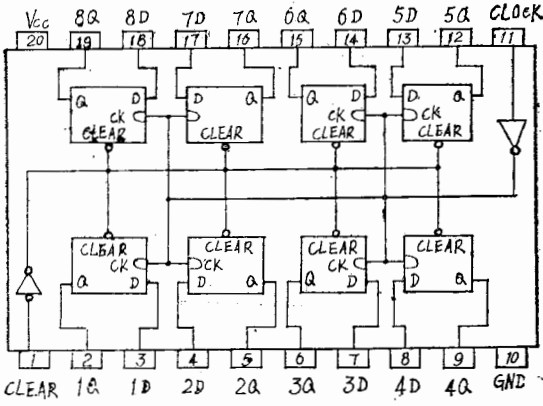 Vcc 8Q 8D 7D 7Q 6Q 6D 5D 5Q CLOCK
20 19 18 17 16 15 14 13 12 11
Q D D Q Q D D Q
CK CK CK
CLEAR CLEAR CLEAR CLEAR
CLEAR CLEAR CLEAR CLEAR
CK CK CK
Q D D Q Q D D Q
1 2 3 4 5 6 7 8 9 10
CLEAR 1Q 1D 2D 2Q 3Q 3D 4D 4Q GND